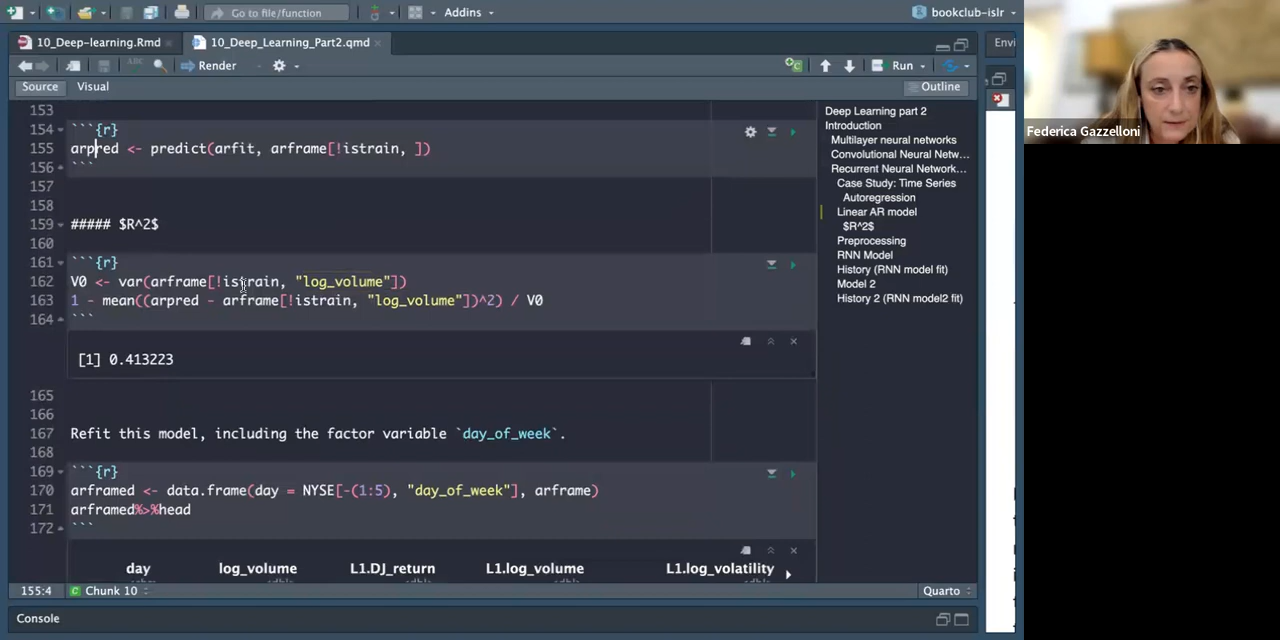 Go to file/function
Addins
bookclub-islr
10_Deep-learning.Rmd
10_Deep_Learning_Part2.qmd
Envi
ABC
Render
Run
Source
Visual
Outline
153
154 ```{r}
155 arpred <- predict(arfit, arframe[!istrain, ])
156 ```
157
158
159 ##### $R^2$
160
161 ```{r}
162 V0 <- var(arframe[!istrain, "log_volume"])
163 1 - mean((arpred - arframe[!istrain, "log_volume"])^2) / V0
164 ```
[1] 0.413223
165
166
167 Refit this model, including the factor variable `day_of_week`.
168
169 ```{r}
170 arframed <- data.frame(day = NYSE[-(1:5), "day_of_week"], arframe)
171 arframed%>%head
172 ```
day log_volume L1.DJ_return L1.log_volume L1.log_volatility
Deep Learning part 2
Introduction
Multilayer neural networks
Convolutional Neural Netw...
Recurrent Neural Network...
Case Study: Time Series
Autoregression
Linear AR model
$R^2$
Preprocessing
RNN Model
History (RNN model fit)
Model 2
History 2 (RNN model2 fit)
155:4 Chunk 10 Quarto
Console
Federica Gazzelloni